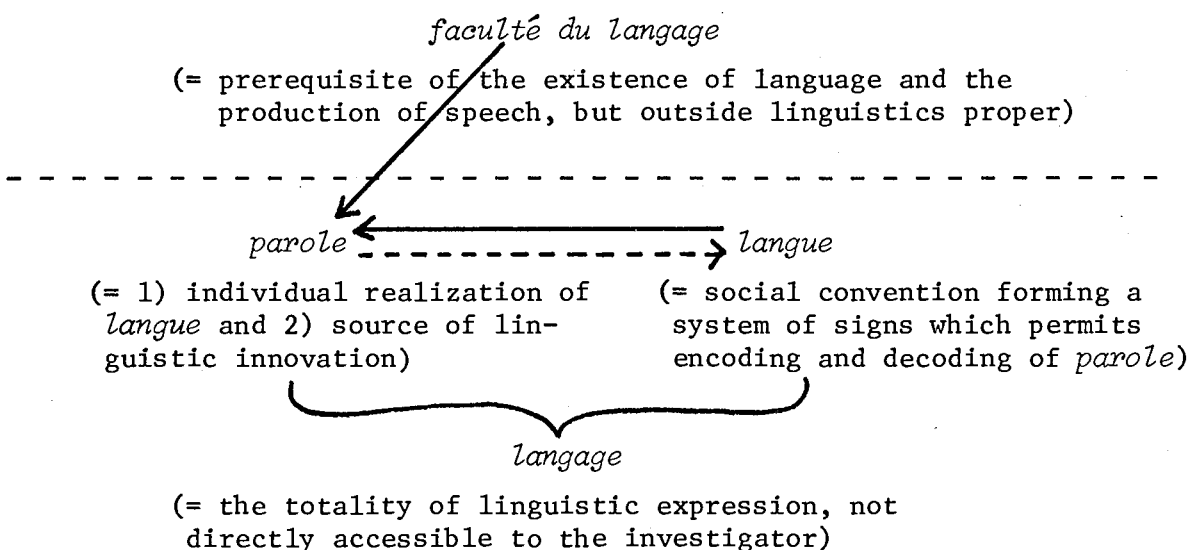 faculté du langage
(= prerequisite of the existence of language and the
production of speech, but outside linguistics proper)
parole
langue
(= 1) individual realization of
langue and 2) source of lin-
guistic innovation)
(= social convention forming a
system of signs which permits
encoding and decoding of parole)
langage
(= the totality of linguistic expression, not
directly accessible to the investigator)